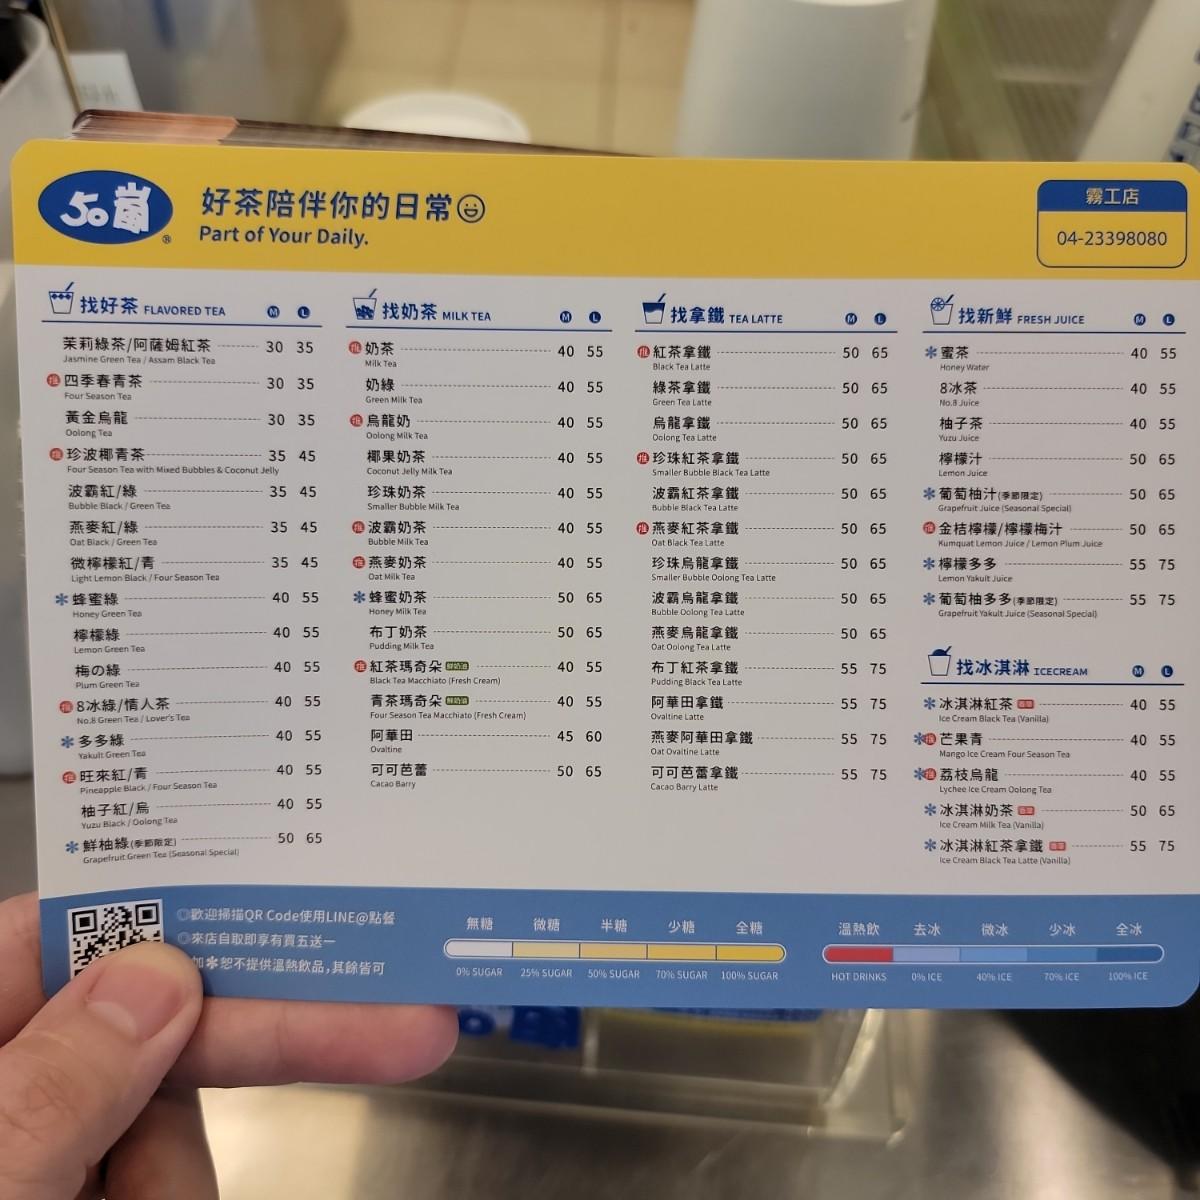 50嵐®
好茶陪伴你的日常
Part of Your Daily.
霧工店
04-23398080
找好茶 FLAVORED TEA M L
茉莉綠茶/阿薩姆紅茶 30 35
Jasmine Green Tea / Assam Black Tea
推 四季春青茶 30 35
Four Season Tea
黃金烏龍 30 35
Oolong Tea
推 珍波椰青茶 35 45
Four Season Tea with Mixed Bubbles & Coconut Jelly
波霸紅/綠 35 45
Bubble Black / Green Tea
燕麥紅/綠 35 45
Oat Black / Green Tea
微檸檬紅/青 35 45
Light Lemon Black / Four Season Tea
✻ 蜂蜜綠 40 55
Honey Green Tea
檸檬綠 40 55
Lemon Green Tea
梅の綠 40 55
Plum Green Tea
推 8冰綠/情人茶 40 55
No.8 Green Tea / Lover's Tea
✻ 多多綠 40 55
Yakult Green Tea
推 旺來紅/青 40 55
Pineapple Black / Four Season Tea
柚子紅/烏 40 55
Yuzu Black / Oolong Tea
✻ 鮮柚綠(季節限定) 50 65
Grapefruit Green Tea (Seasonal Special)
找奶茶 MILK TEA M L
推 奶茶 40 55
Milk Tea
奶綠 40 55
Green Milk Tea
推 烏龍奶 40 55
Oolong Milk Tea
椰果奶茶 40 55
Coconut Jelly Milk Tea
珍珠奶茶 40 55
Smaller Bubble Milk Tea
推 波霸奶茶 40 55
Bubble Milk Tea
推 燕麥奶茶 40 55
Oat Milk Tea
✻ 蜂蜜奶茶 50 65
Honey Milk Tea
布丁奶茶 50 65
Pudding Milk Tea
推 紅茶瑪奇朵 鮮奶油 40 55
Black Tea Macchiato (Fresh Cream)
青茶瑪奇朵 鮮奶油 40 55
Four Season Tea Macchiato (Fresh Cream)
阿華田 45 60
Ovaltine
可可芭蕾 50 65
Cacao Barry
找拿鐵 TEA LATTE M L
推 紅茶拿鐵 50 65
Black Tea Latte
綠茶拿鐵 50 65
Green Tea Latte
烏龍拿鐵 50 65
Oolong Tea Latte
推 珍珠紅茶拿鐵 50 65
Smaller Bubble Black Tea Latte
波霸紅茶拿鐵 50 65
Bubble Black Tea Latte
推 燕麥紅茶拿鐵 50 65
Oat Black Tea Latte
珍珠烏龍拿鐵 50 65
Smaller Bubble Oolong Tea Latte
波霸烏龍拿鐵 50 65
Bubble Oolong Tea Latte
燕麥烏龍拿鐵 50 65
Oat Oolong Tea Latte
布丁紅茶拿鐵 55 75
Pudding Black Tea Latte
阿華田拿鐵 55 75
Ovaltine Latte
燕麥阿華田拿鐵 55 75
Oat Ovaltine Latte
可可芭蕾拿鐵 55 75
Cacao Barry Latte
找新鮮 FRESH JUICE M L
✻ 蜜茶 40 55
Honey Water
8冰茶 40 55
No.8 Juice
柚子茶 40 55
Yuzu Juice
檸檬汁 50 65
Lemon Juice
✻ 葡萄柚汁(季節限定) 50 65
Grapefruit Juice (Seasonal Special)
推 金桔檸檬/檸檬梅汁 50 65
Kumquat Lemon Juice / Lemon Plum Juice
✻ 檸檬多多 55 75
Lemon Yakult Juice
✻ 葡萄柚多多(季節限定) 55 75
Grapefruit Yakult Juice (Seasonal Special)
找冰淇淋 ICECREAM M L
✻ 冰淇淋紅茶 40 55
Ice Cream Black Tea (Vanilla)
✻推 芒果青 40 55
Mango Ice Cream Four Season Tea
✻推 荔枝烏龍 40 55
Lychee Ice Cream Oolong Tea
✻ 冰淇淋奶茶 50 65
Ice Cream Milk Tea (Vanilla)
✻ 冰淇淋紅茶拿鐵 55 75
Ice Cream Black Tea Latte (Vanilla)
◎歡迎掃描QR Code使用LINE@點餐
◎來店自取即享有買五送一
加✻恕不提供溫熱飲品,其餘皆可
無糖 微糖 半糖 少糖 全糖
0% SUGAR 25% SUGAR 50% SUGAR 70% SUGAR 100% SUGAR
溫熱飲 去冰 微冰 少冰 全冰
HOT DRINKS 0% ICE 40% ICE 70% ICE 100% ICE